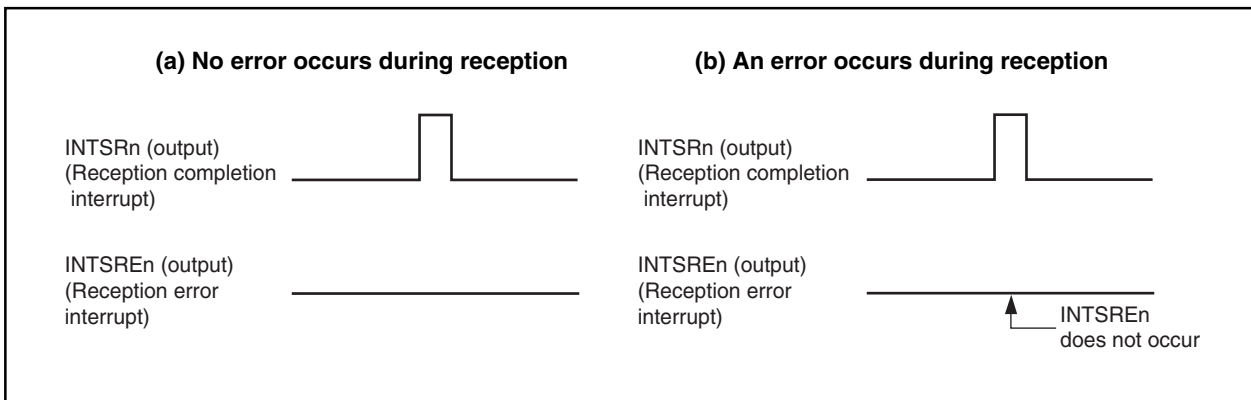 (a) No error occurs during reception
INTSRn (output)
(Reception completion
interrupt)
INTSREn (output)
(Reception error
interrupt)
(b) An error occurs during reception
INTSRn (output)
(Reception completion
interrupt)
INTSREn (output)
(Reception error
interrupt)
INTSREn
does not occur